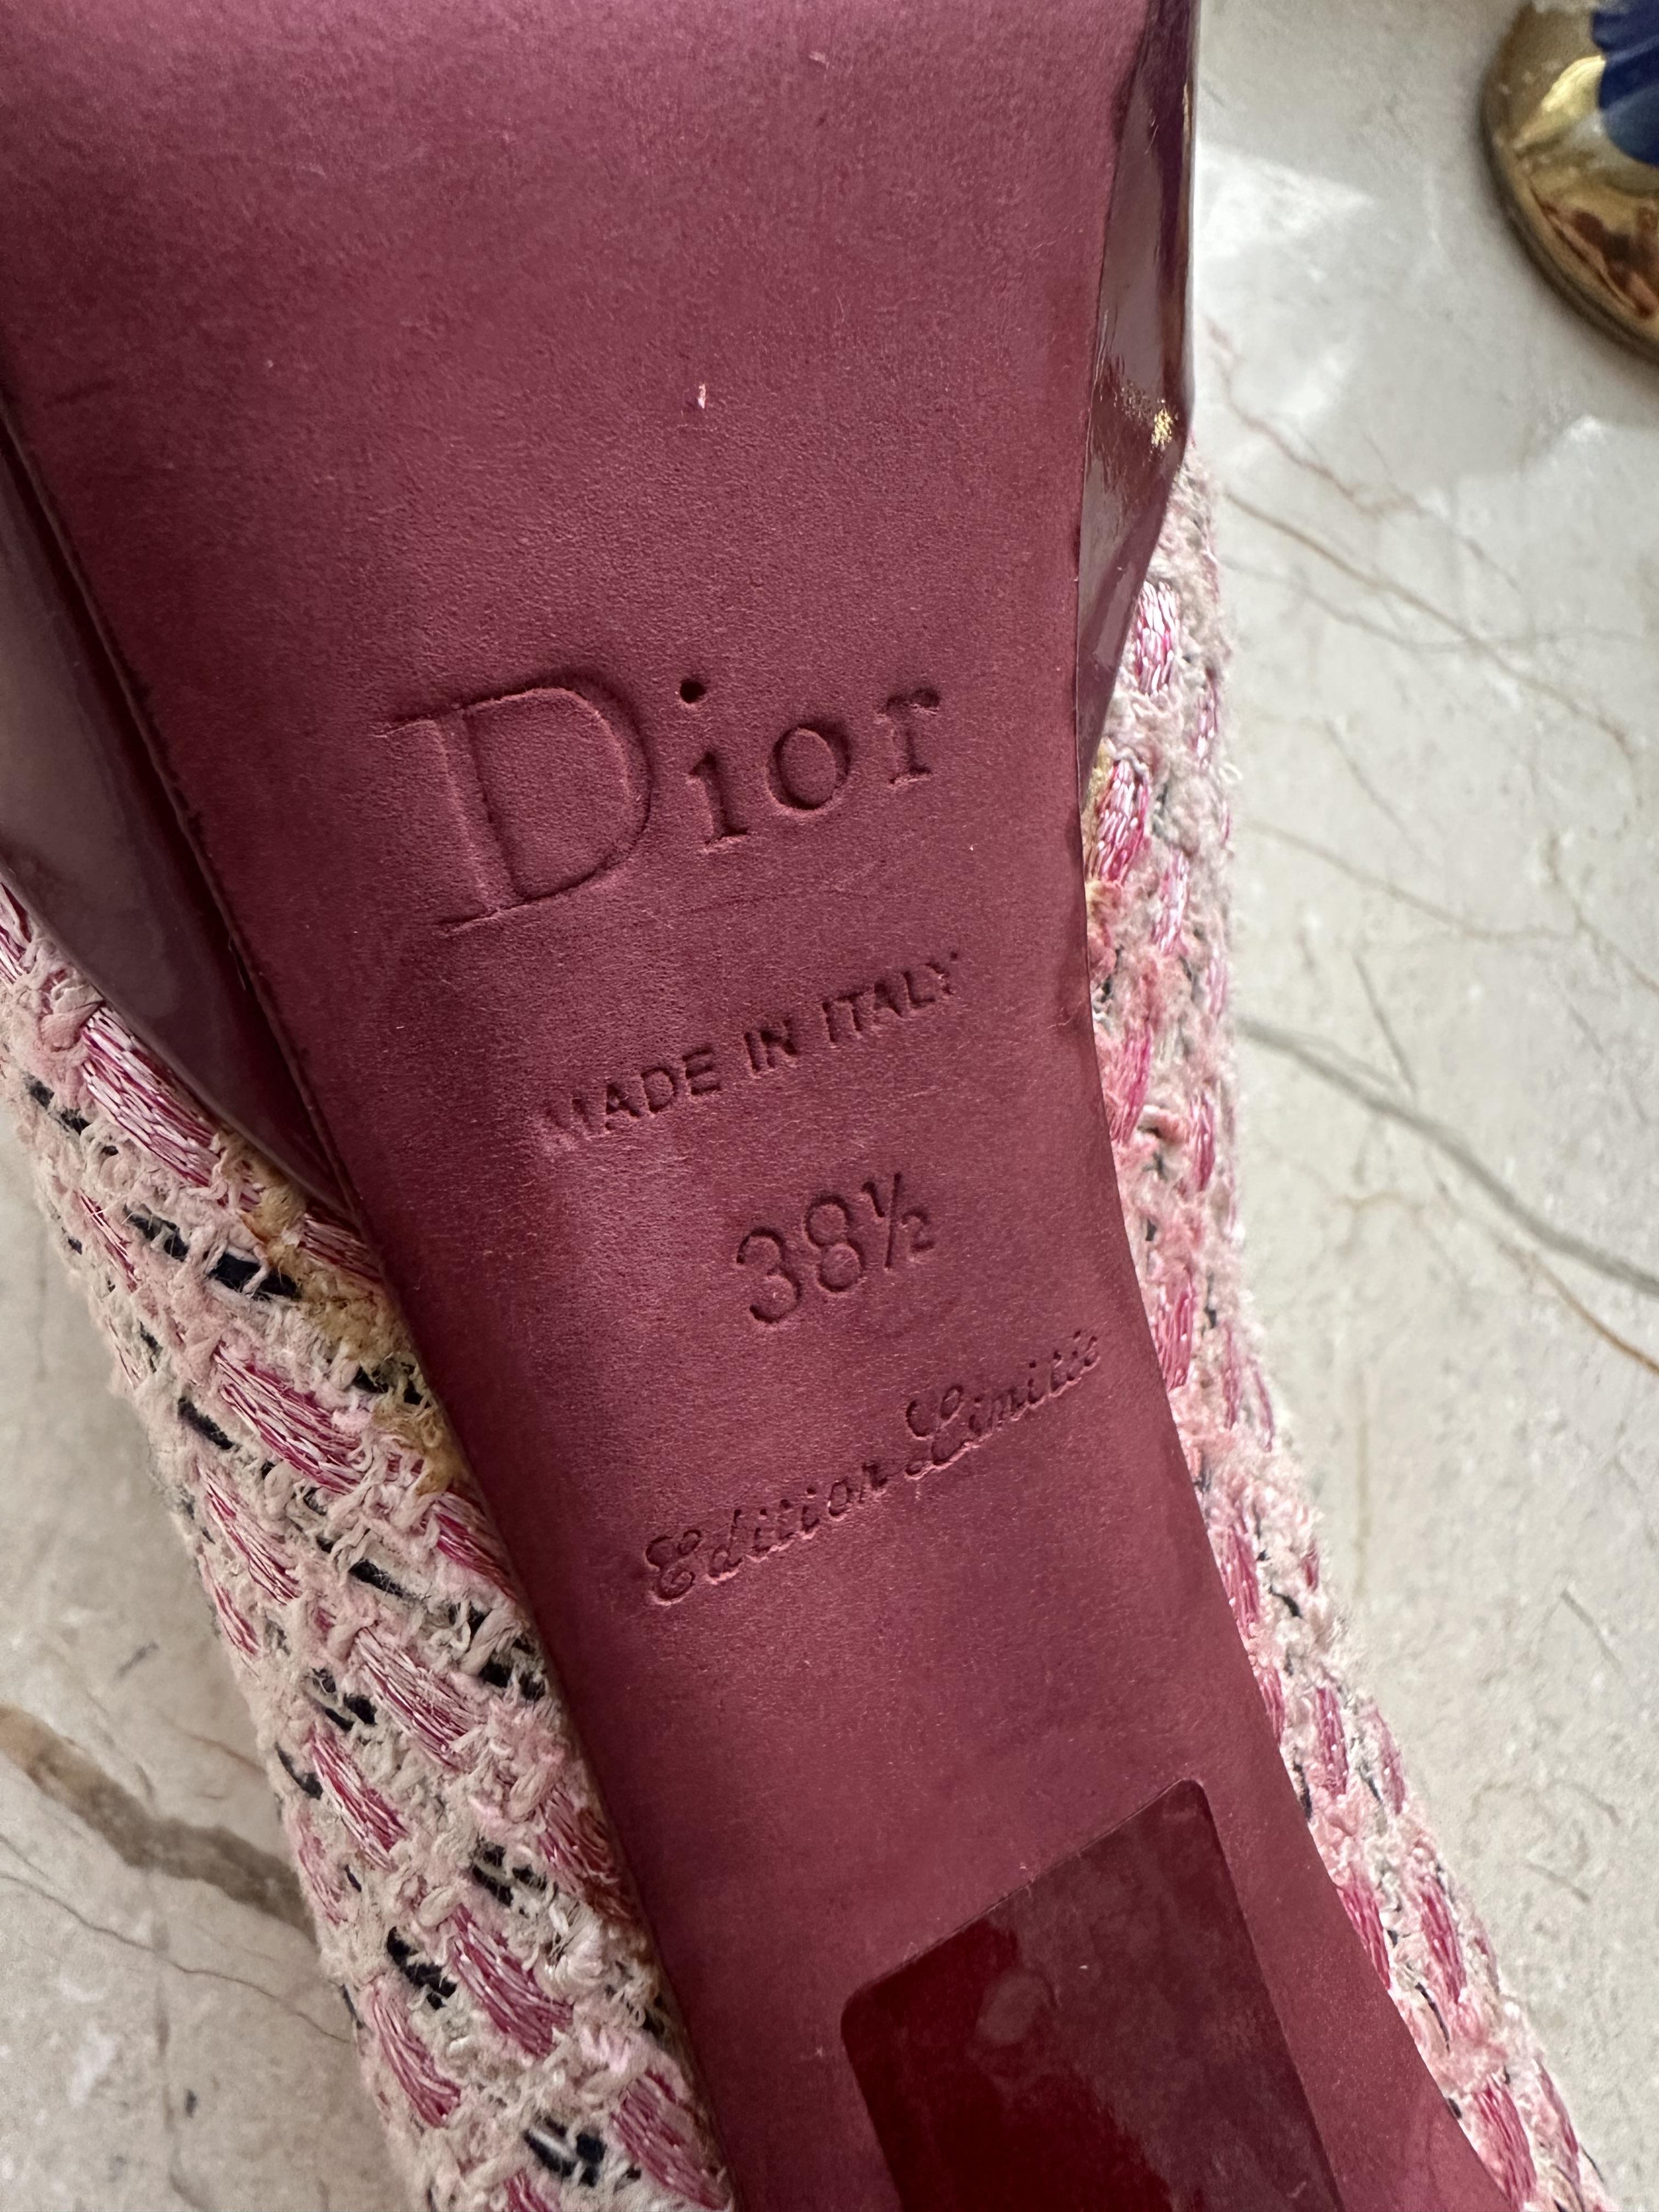 Dior
MADE IN ITALY
38½
Edition Limitée